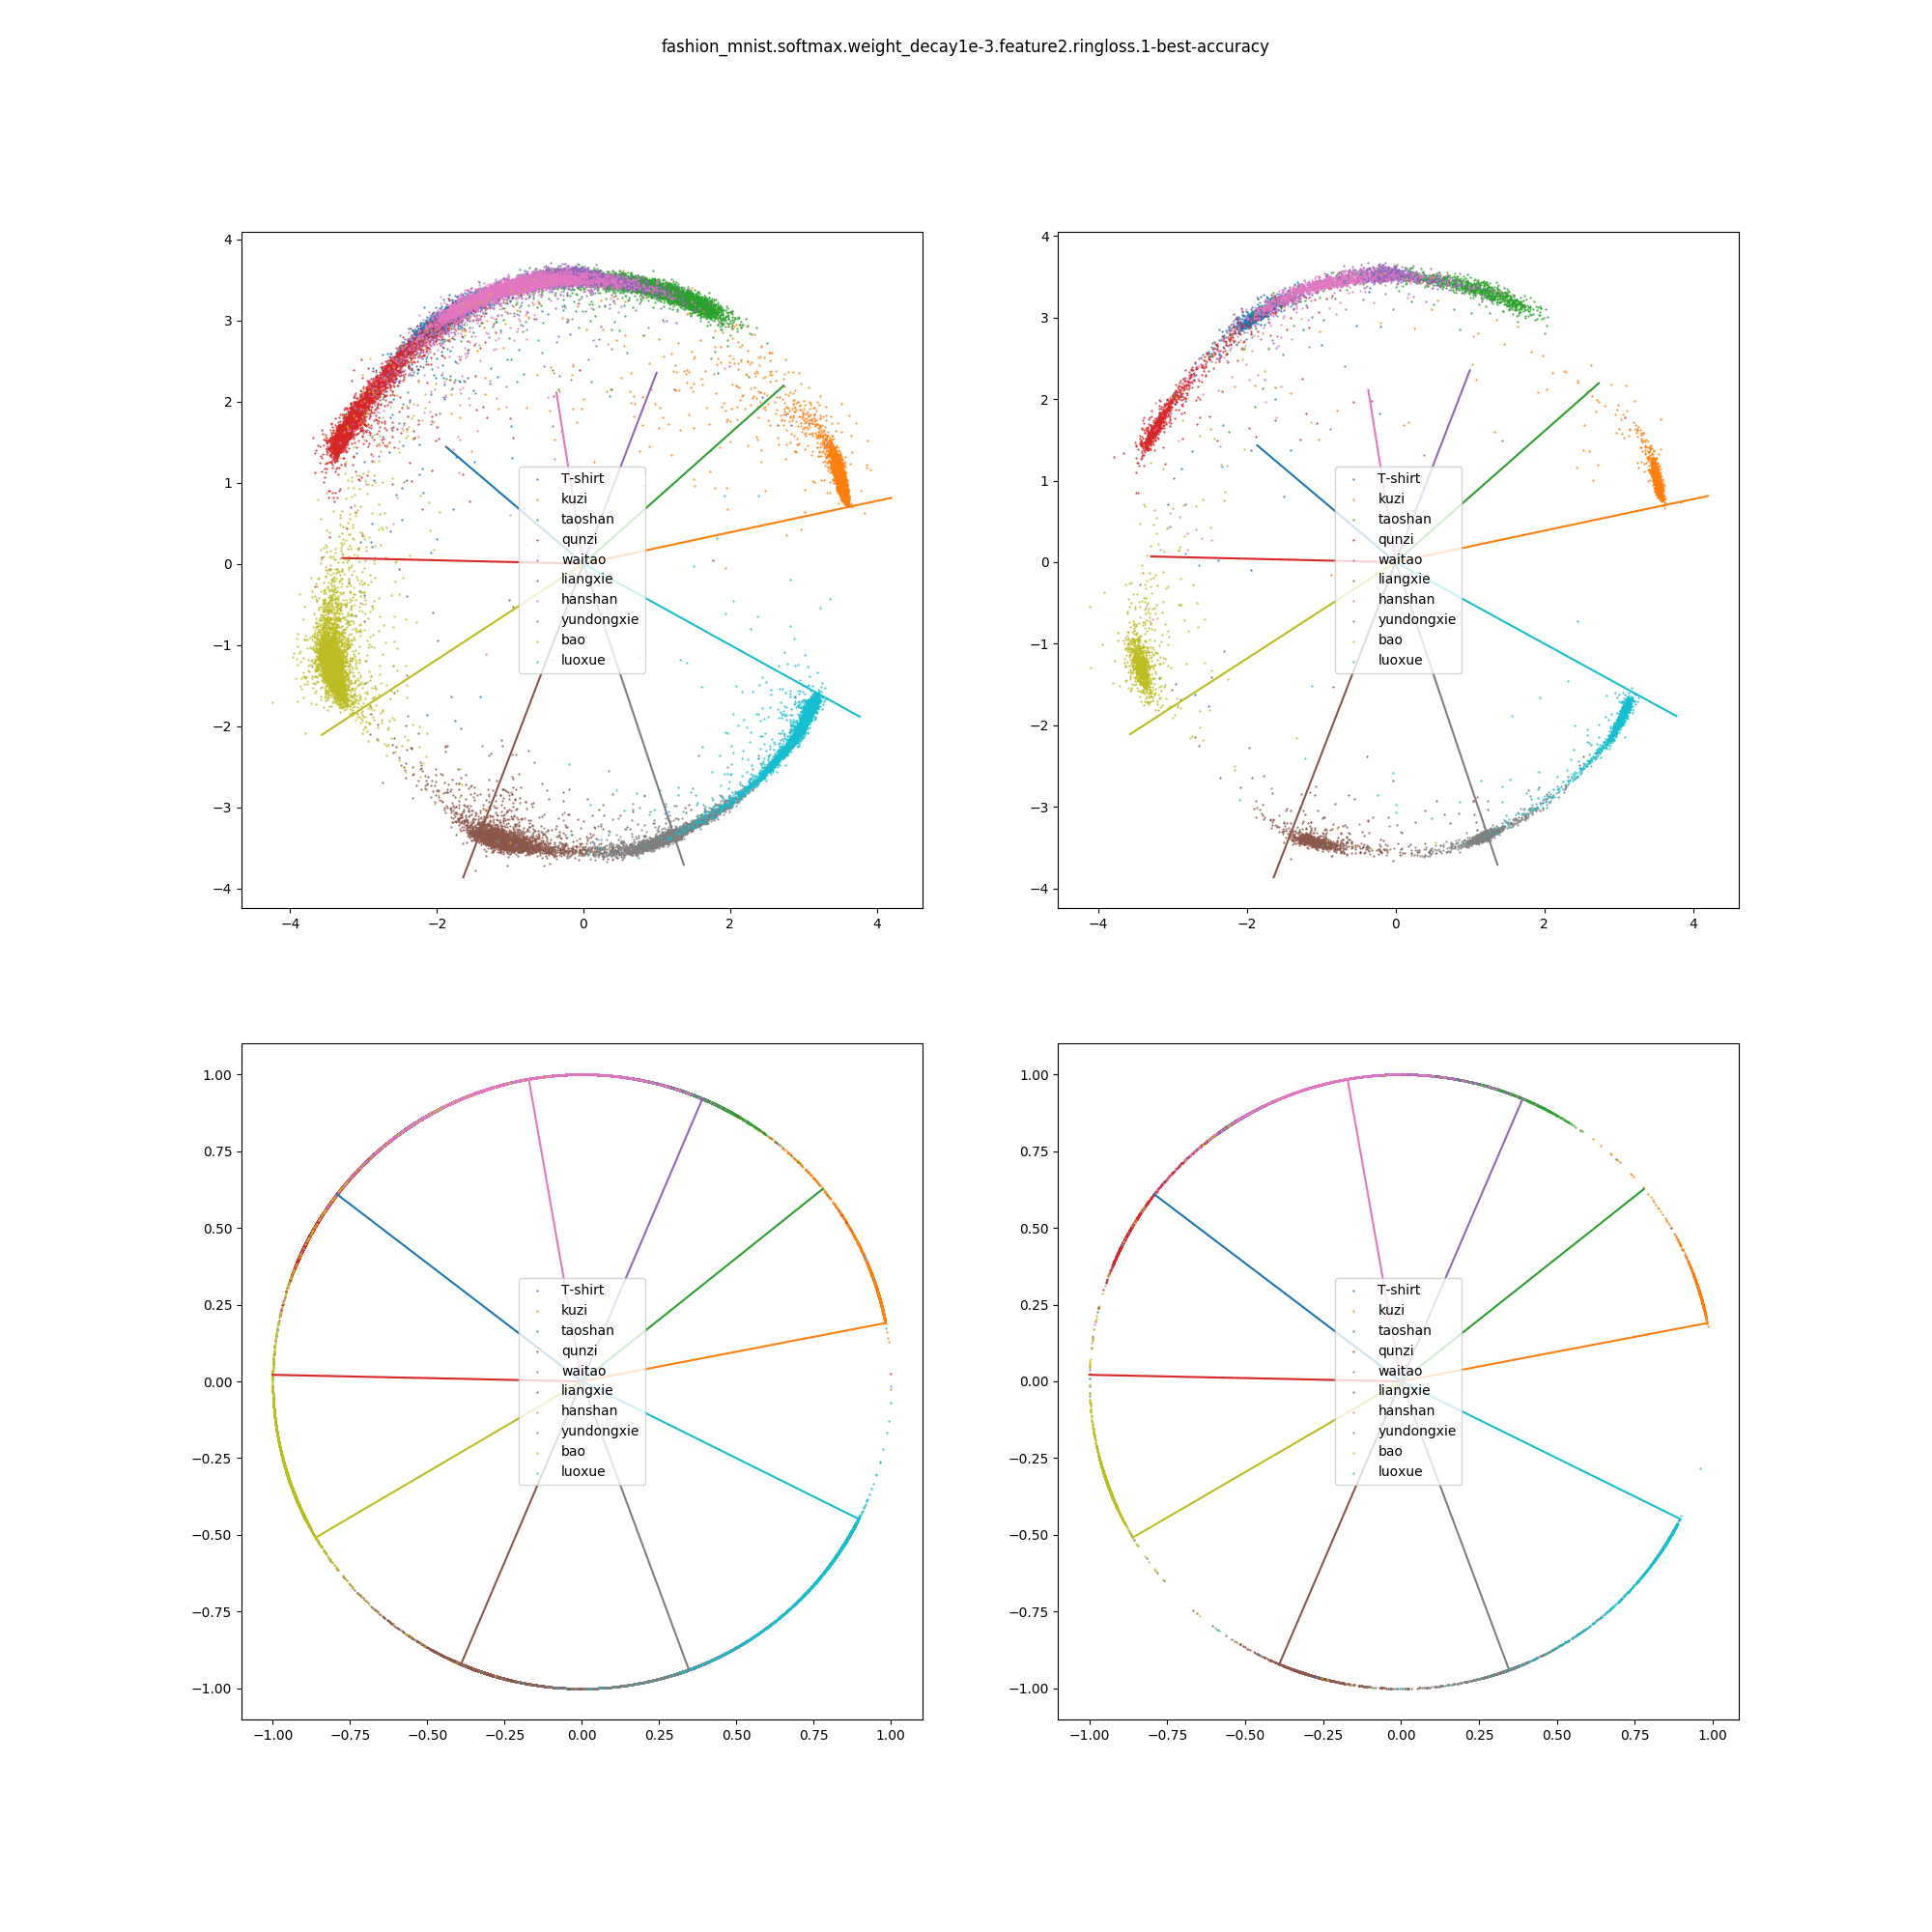 fashion_mnist.softmax.weight_decay1e-3.feature2.ringloss.1-best-accuracy
4
3
2
1
0
−1
−2
−3
−4
−4
−2
0
2
4
T-shirt
kuzi
taoshan
qunzi
waitao
liangxie
hanshan
yundongxie
bao
luoxue
4
3
2
1
0
−1
−2
−3
−4
−4
−2
0
2
4
T-shirt
kuzi
taoshan
qunzi
waitao
liangxie
hanshan
yundongxie
bao
luoxue
1.00
0.75
0.50
0.25
0.00
−0.25
−0.50
−0.75
−1.00
−1.00
−0.75
−0.50
−0.25
0.00
0.25
0.50
0.75
1.00
T-shirt
kuzi
taoshan
qunzi
waitao
liangxie
hanshan
yundongxie
bao
luoxue
1.00
0.75
0.50
0.25
0.00
−0.25
−0.50
−0.75
−1.00
−1.00
−0.75
−0.50
−0.25
0.00
0.25
0.50
0.75
1.00
T-shirt
kuzi
taoshan
qunzi
waitao
liangxie
hanshan
yundongxie
bao
luoxue